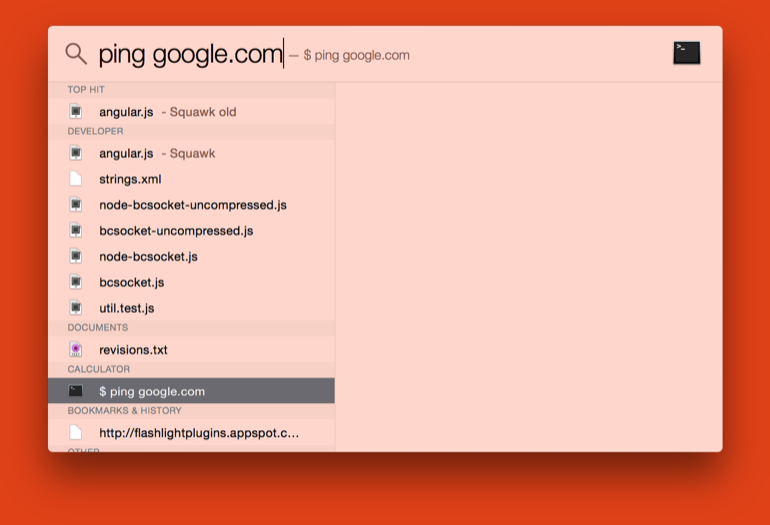 ping google.com — $ ping google.com
TOP HIT
angular.js - Squawk old
DEVELOPER
angular.js - Squawk
strings.xml
node-bcsocket-uncompressed.js
bcsocket-uncompressed.js
node-bcsocket.js
bcsocket.js
util.test.js
DOCUMENTS
revisions.txt
CALCULATOR
$ ping google.com
BOOKMARKS & HISTORY
http://flashlightplugins.appspot.c...
OTHER